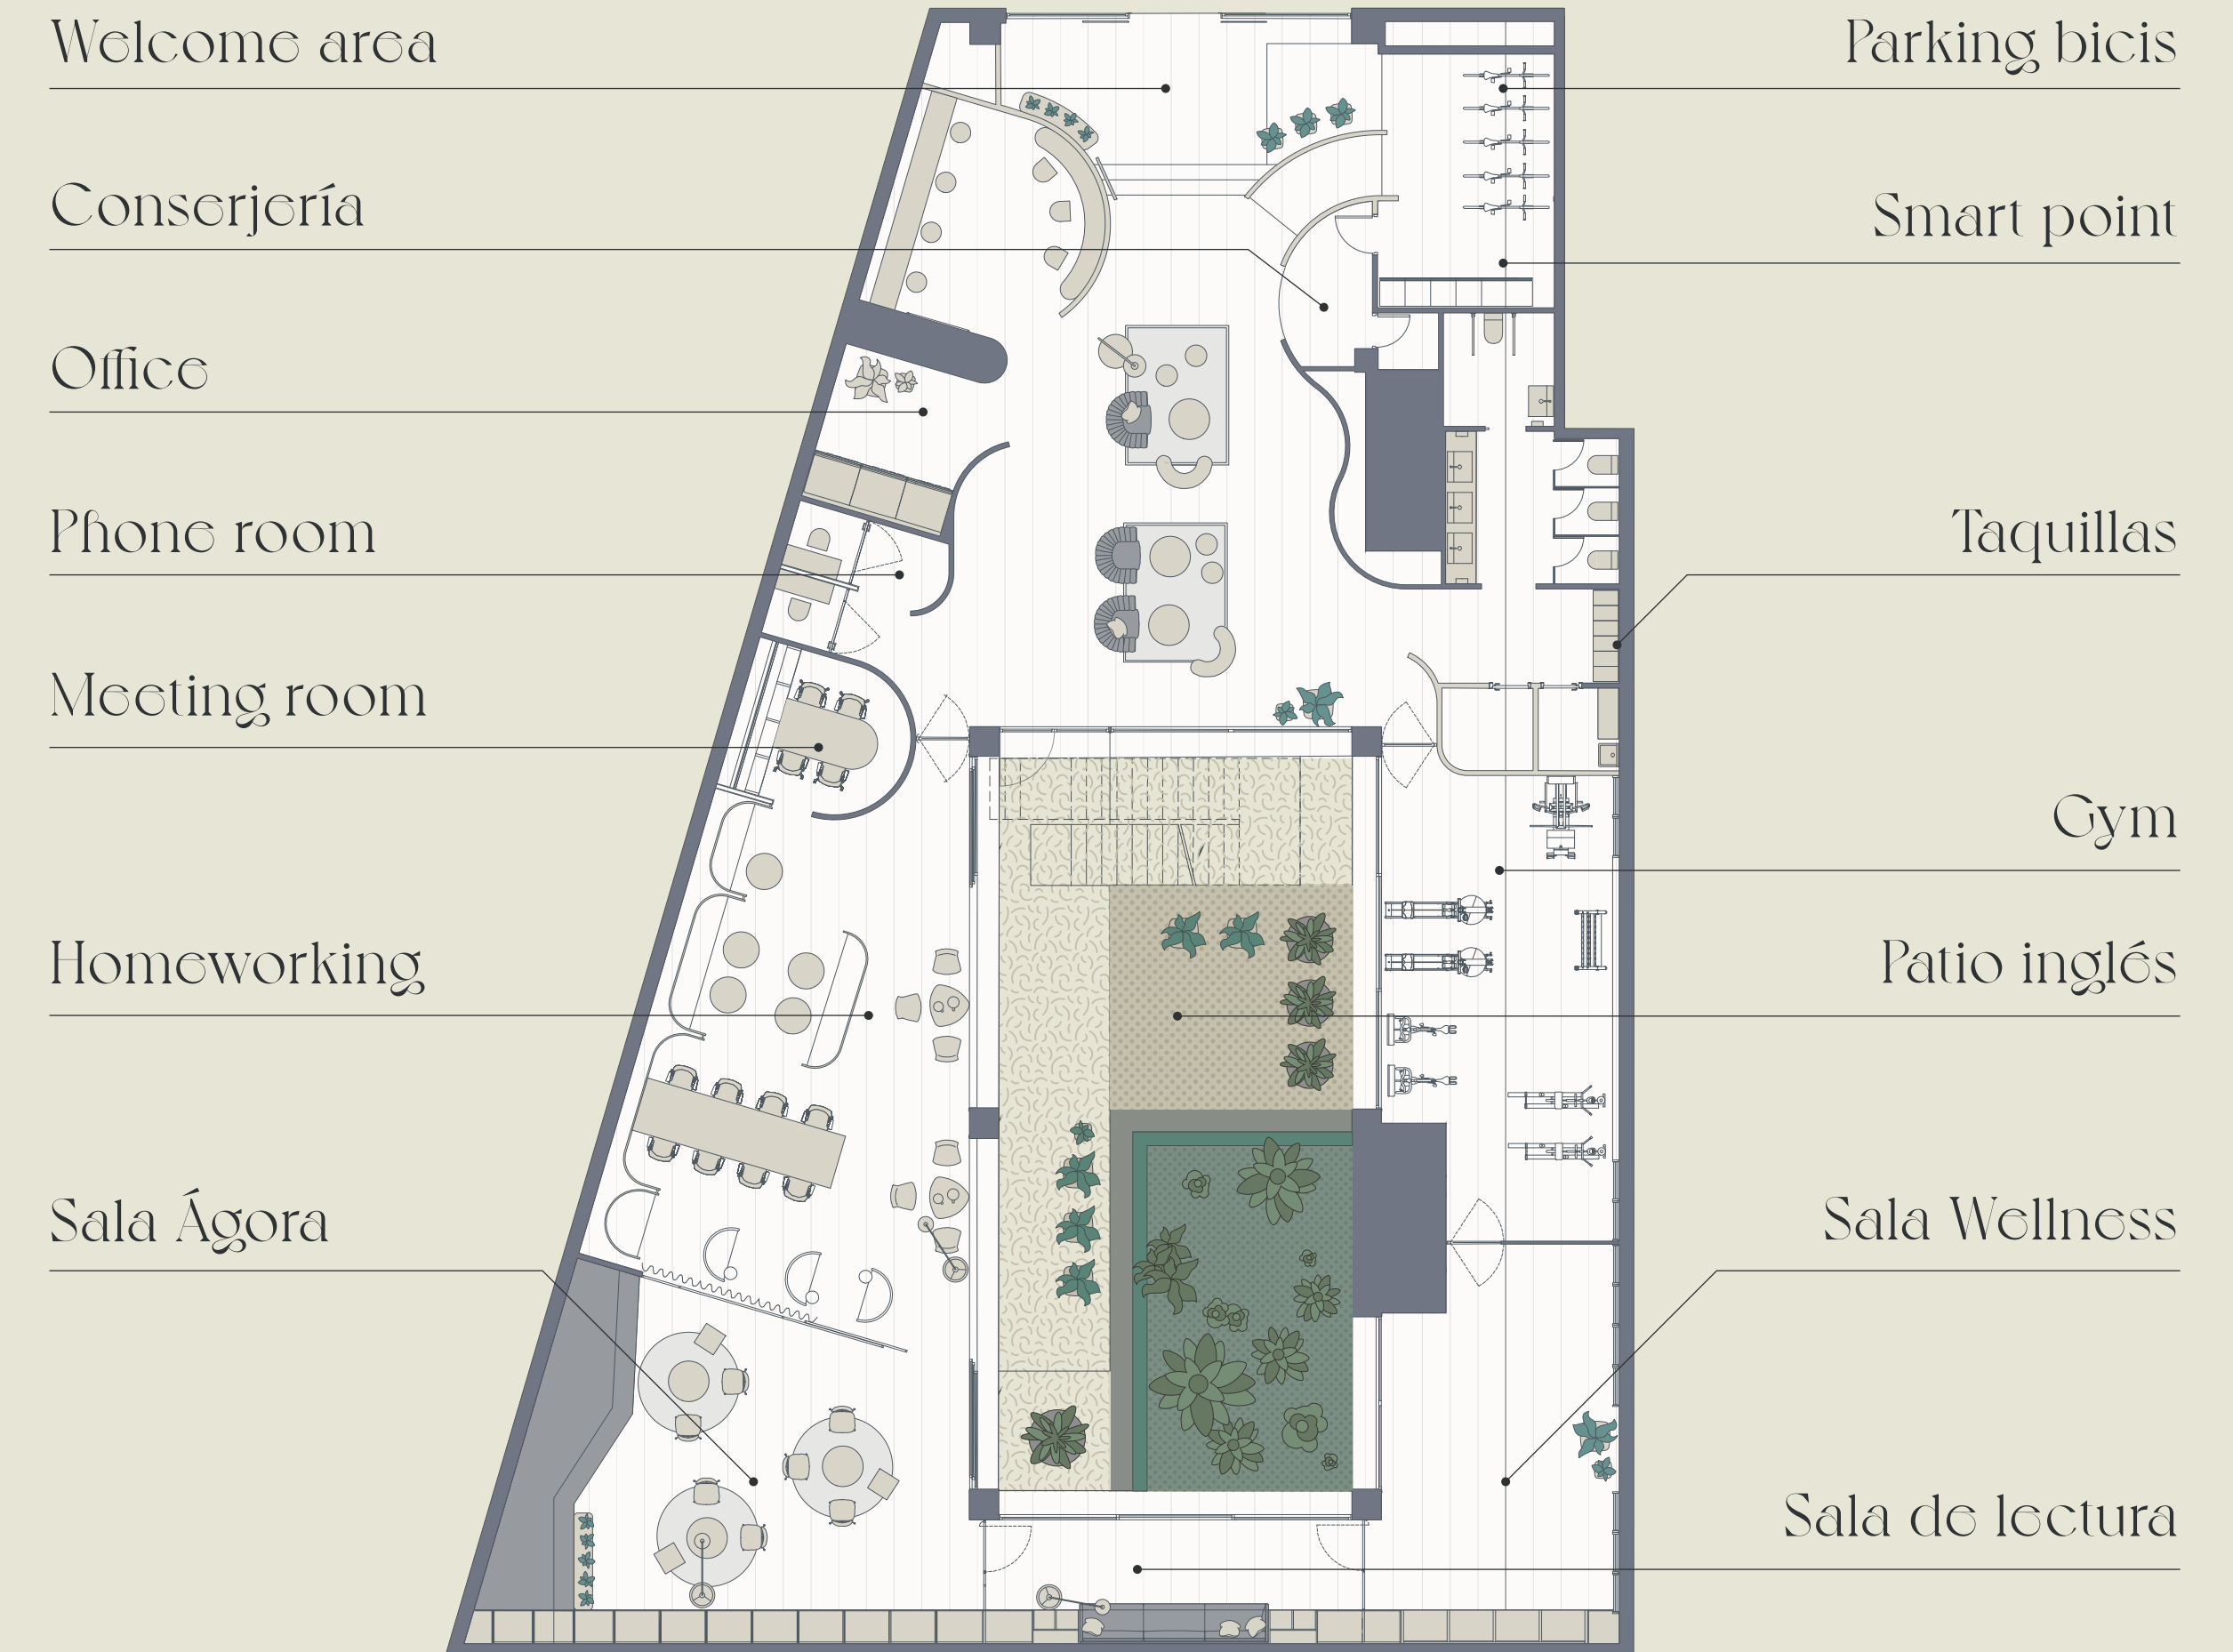 Welcome area
Conserjería
Office
Phone room
Meeting room
Homeworking
Sala Ágora
Parking bicis
Smart point
Taquillas
Gym
Patio inglés
Sala Wellness
Sala de lectura